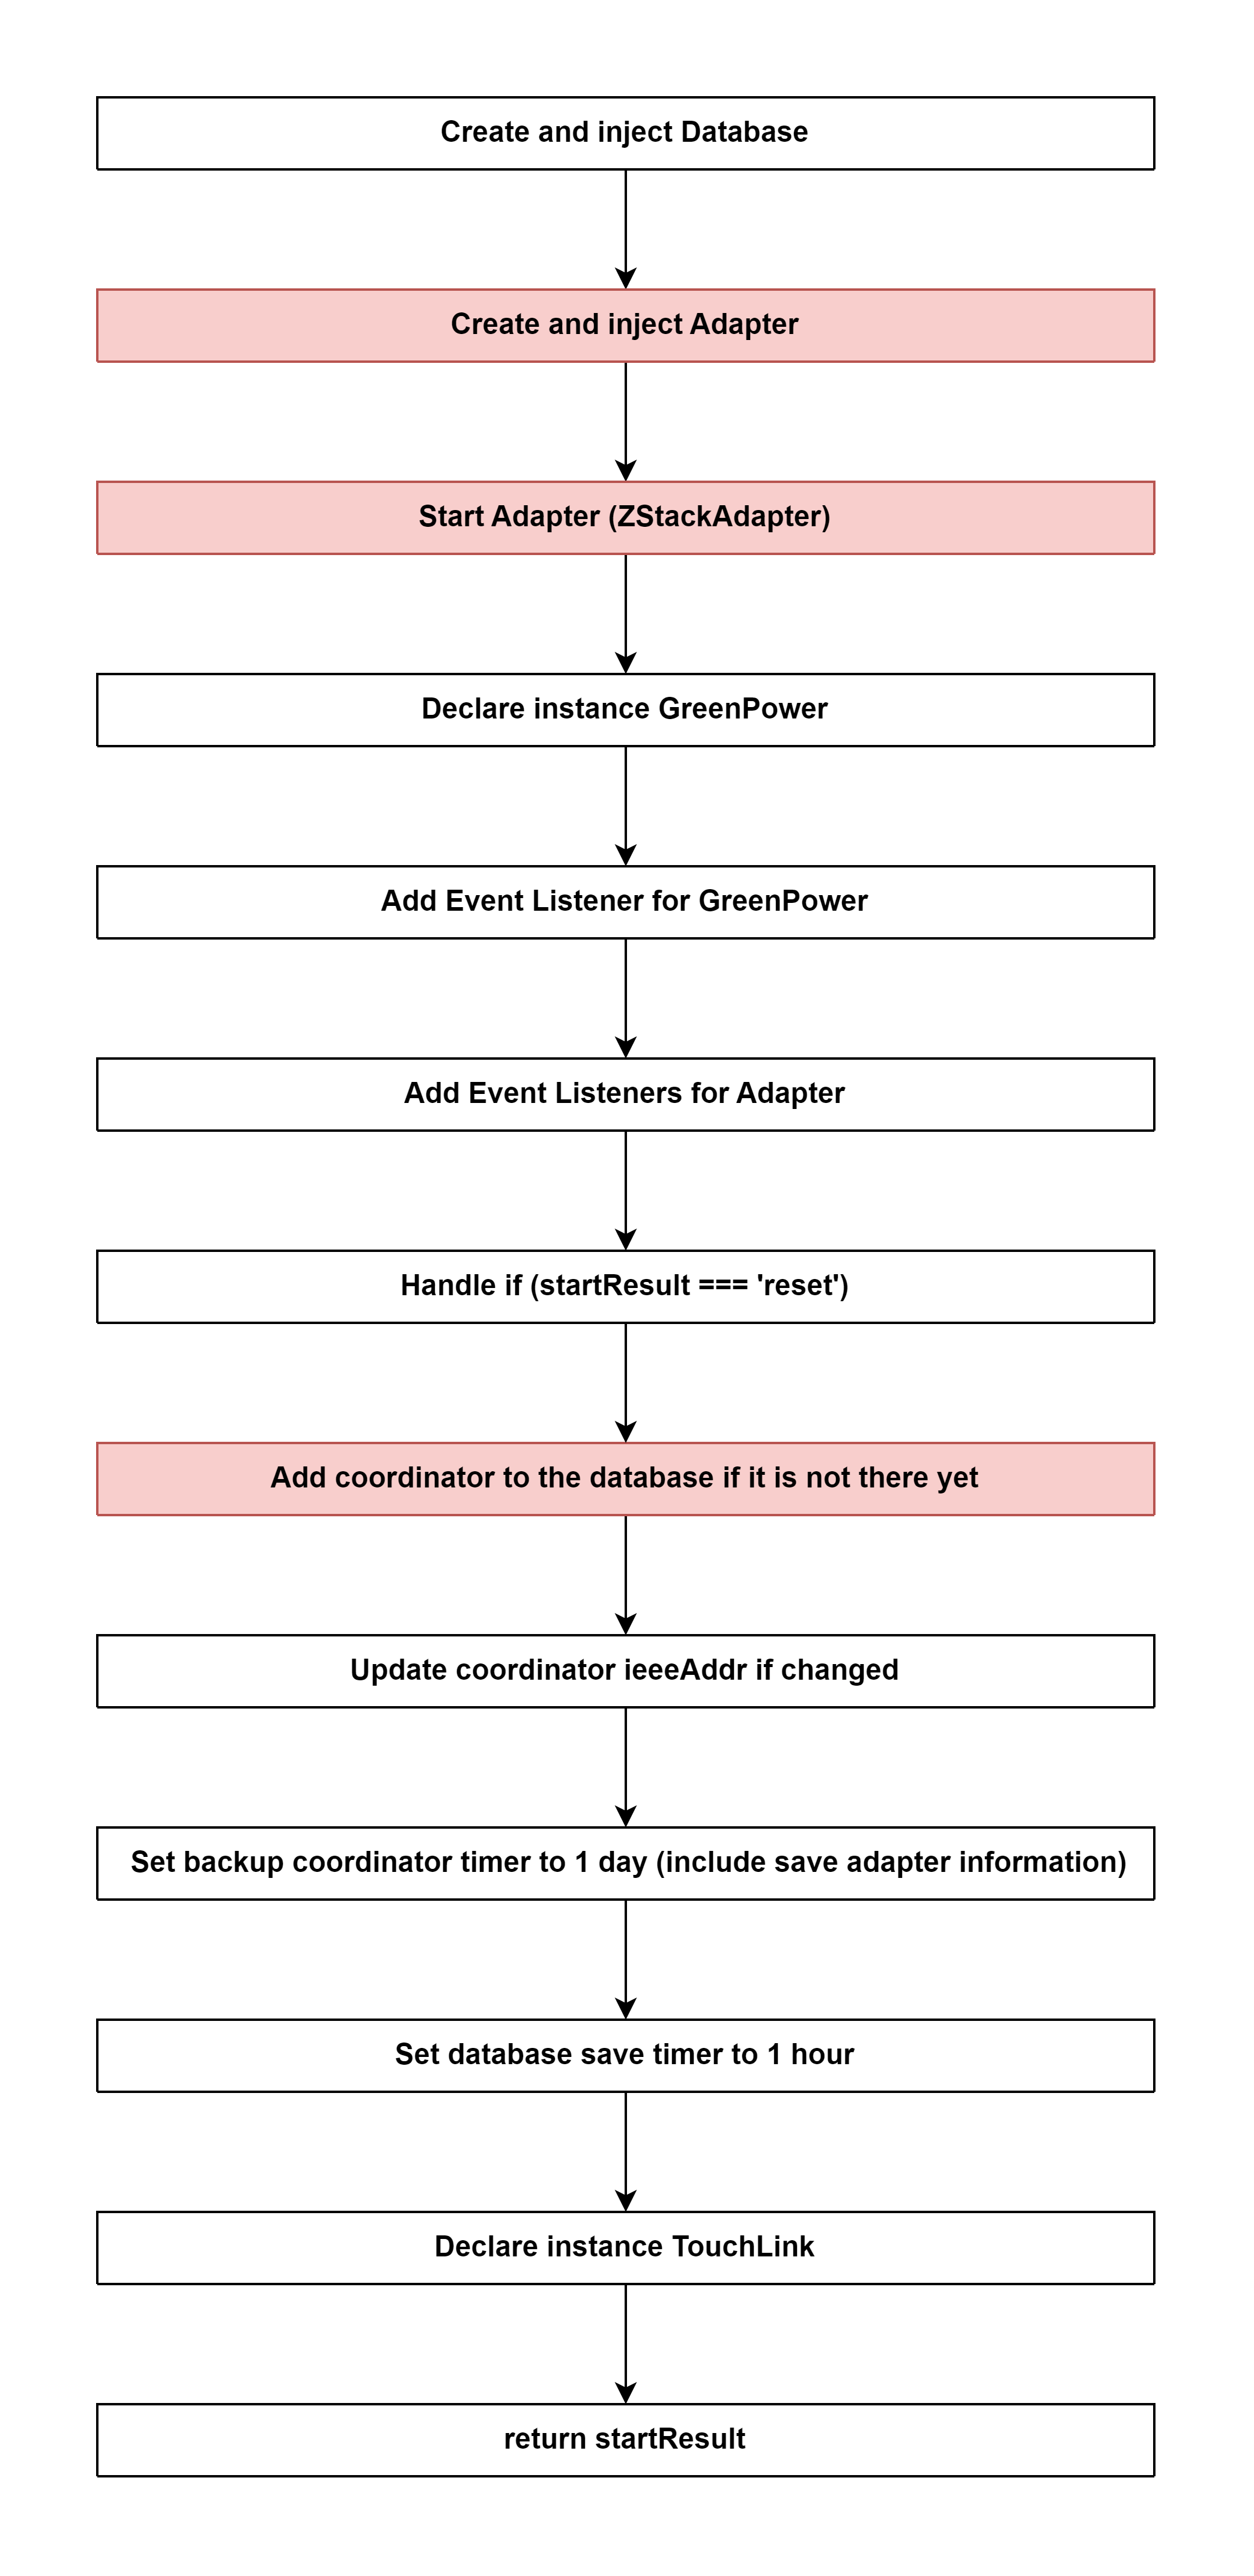 Create and inject Database
Create and inject Adapter
Start Adapter (ZStackAdapter)
Declare instance GreenPower
Add Event Listener for GreenPower
Add Event Listeners for Adapter
Handle if (startResult === 'reset')
Add coordinator to the database if it is not there yet
Update coordinator ieeeAddr if changed
Set backup coordinator timer to 1 day (include save adapter information)
Set database save timer to 1 hour
Declare instance TouchLink
return startResult